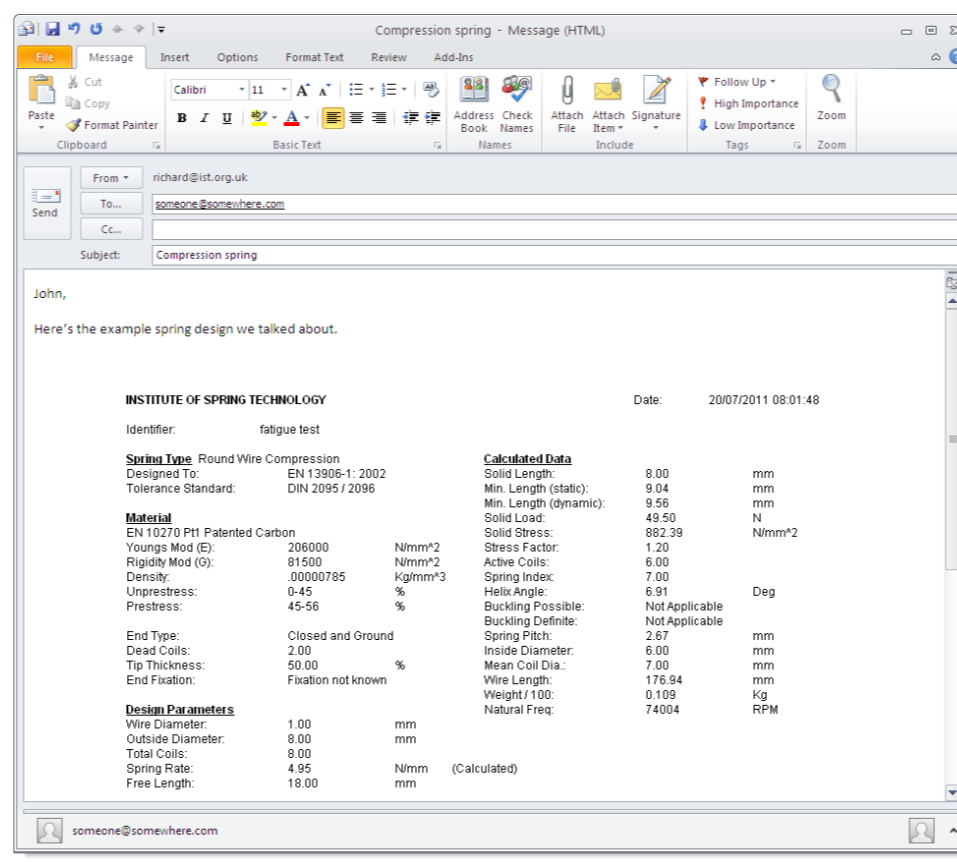 Compression spring - Message (HTML)
File Message Insert Options Format Text Review Add-Ins
Paste
Cut
Copy
Format Painter
Clipboard
Calibri 11 A A
B I U ab A
Basic Text
Address Book
Check Names
Names
Attach File
Attach Item
Signature
Include
Follow Up
High Importance
Low Importance
Tags
Zoom
Zoom
Send
From richard@ist.org.uk
To... someone@somewhere.com
Cc...
Subject: Compression spring
John,
Here's the example spring design we talked about.
INSTITUTE OF SPRING TECHNOLOGY Date: 20/07/2011 08:01:48
Identifier: fatigue test
Spring Type Round Wire Compression
Designed To: EN 13906-1: 2002
Tolerance Standard: DIN 2095 / 2096
Material
EN 10270 Pt1 Patented Carbon
Youngs Mod (E): 206000 N/mm^2
Rigidity Mod (G): 81500 N/mm^2
Density: .00000785 Kg/mm^3
Unprestress: 0-45 %
Prestress: 45-56 %
End Type: Closed and Ground
Dead Coils: 2.00
Tip Thickness: 50.00 %
End Fixation: Fixation not known
Design Parameters
Wire Diameter: 1.00 mm
Outside Diameter: 8.00 mm
Total Coils: 8.00
Spring Rate: 4.95 N/mm (Calculated)
Free Length: 18.00 mm
Calculated Data
Solid Length: 8.00 mm
Min. Length (static): 9.04 mm
Min. Length (dynamic): 9.56 mm
Solid Load: 49.50 N
Solid Stress: 882.39 N/mm^2
Stress Factor: 1.20
Active Coils: 6.00
Spring Index: 7.00
Helix Angle: 6.91 Deg
Buckling Possible: Not Applicable
Buckling Definite: Not Applicable
Spring Pitch: 2.67 mm
Inside Diameter: 6.00 mm
Mean Coil Dia.: 7.00 mm
Wire Length: 176.94 mm
Weight / 100: 0.109 Kg
Natural Freq: 74004 RPM
someone@somewhere.com